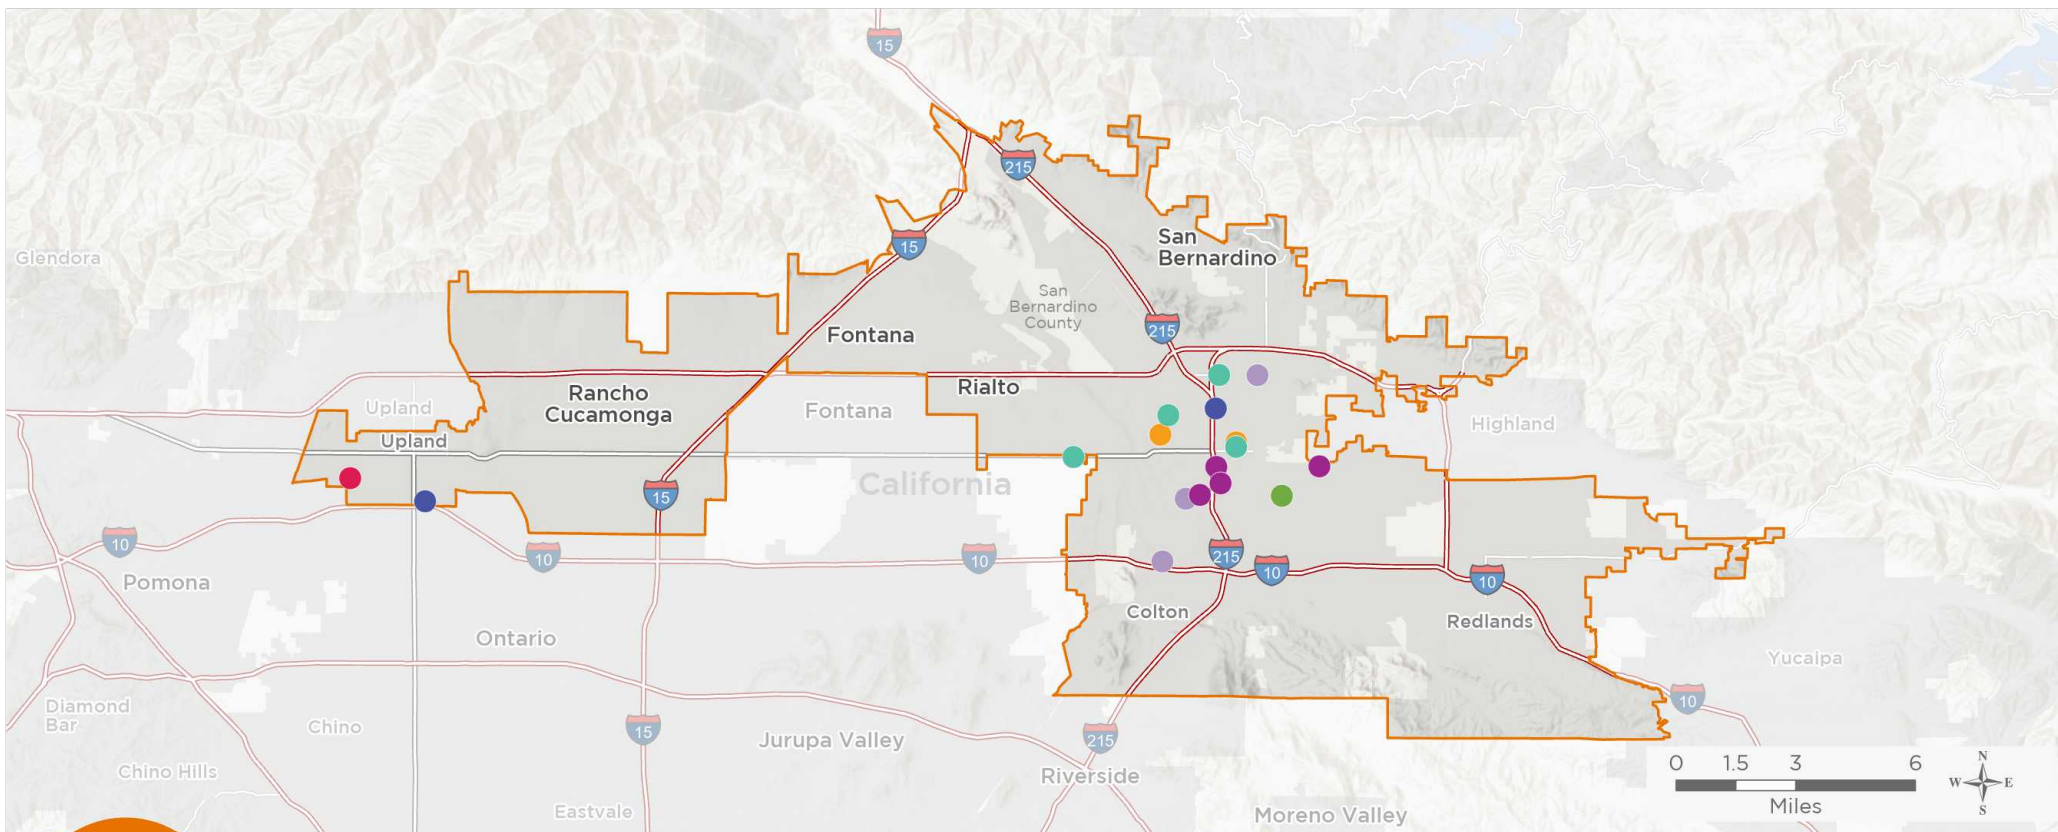 15
215
San
Bernardino
15
Glendora
San
Bernardino
County
215
Fontana
Rialto
Rancho
Cucamonga
Upland
Fontana
Highland
Upland
California
15
10
10
10
215
10
10
Pomona
Colton
Redlands
Ontario
Yucaipa
10
Diamond
Bar
Chino
15
Jurupa Valley
215
Riverside
Chino Hills
Eastvale
Moreno Valley
0 1.5 3 6
Miles
N
W E
S